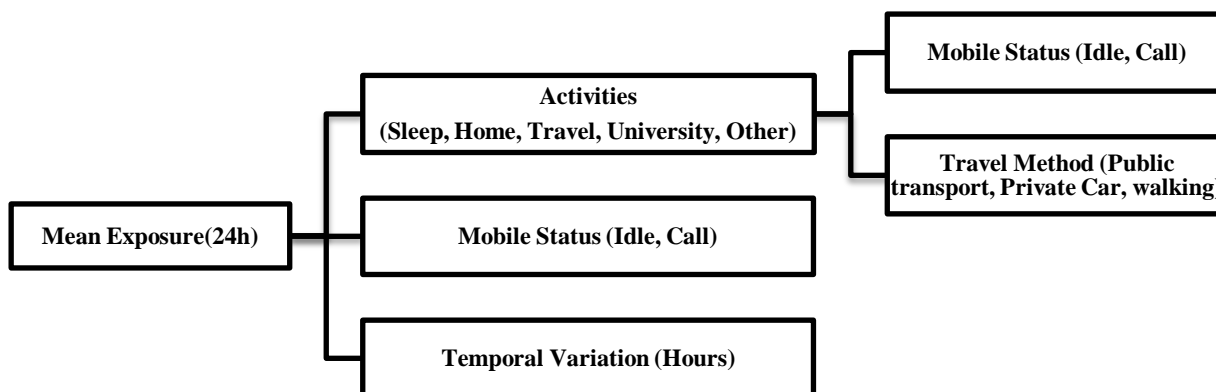 Mobile Status (Idle, Call)
Activities
(Sleep, Home, Travel, University, Other)
Travel Method (Public
transport, Private Car, walking)
Mean Exposure(24h)
Mobile Status (Idle, Call)
Temporal Variation (Hours)